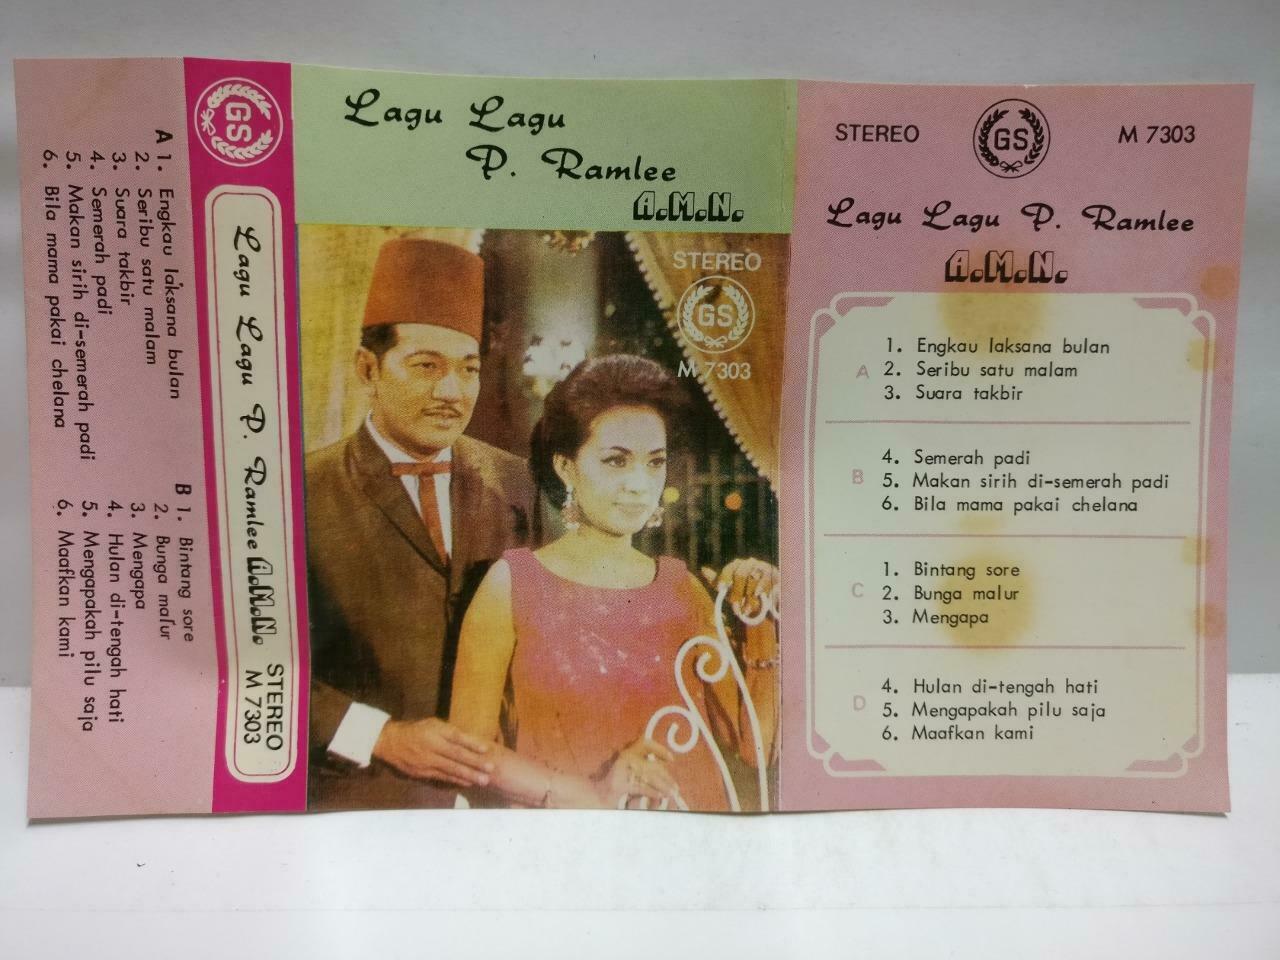 A 1. Engkau laksana bulan
2. Seribu satu malam
3. Suara takbir
4. Semerah padi
5. Makan sirih di-semerah padi
6. Bila mama pakai chelana
B 1. Bintang sore
2. Bunga malur
3. Mengapa
4. Hulan di-tengah hati
5. Mengapakah pilu saja
6. Maafkan kami
GS
Lagu Lagu P. Ramlee A.M.N.
STEREO
M 7303
Lagu Lagu
P. Ramlee
A.M.N.
STEREO
GS
M 7303
STEREO
GS
M 7303
Lagu Lagu P. Ramlee
A.M.N.
A
1. Engkau laksana bulan
2. Seribu satu malam
3. Suara takbir
B
4. Semerah padi
5. Makan sirih di-semerah padi
6. Bila mama pakai chelana
C
1. Bintang sore
2. Bunga malur
3. Mengapa
D
4. Hulan di-tengah hati
5. Mengapakah pilu saja
6. Maafkan kami